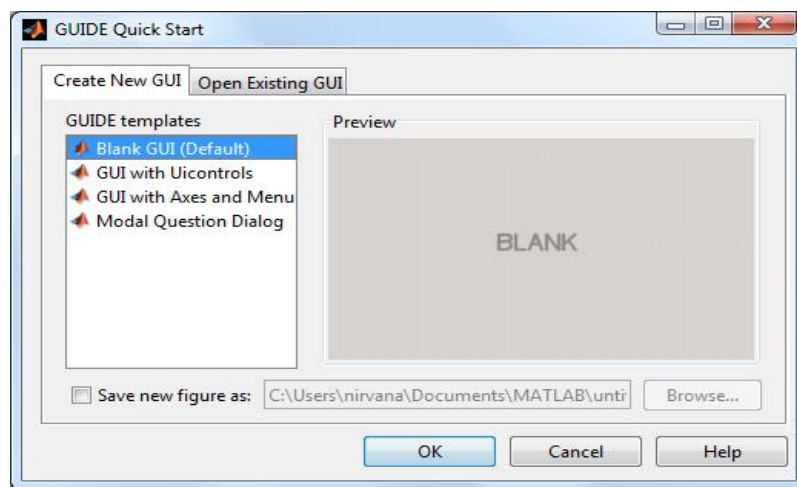 GUIDE Quick Start
Create New GUI
Open Existing GUI
GUIDE templates
Blank GUI (Default)
GUI with Uicontrols
GUI with Axes and Menu
Modal Question Dialog
Preview
BLANK
Save new figure as:
C:\Users\nirvana\Documents\MATLAB\unti
Browse...
OK
Cancel
Help